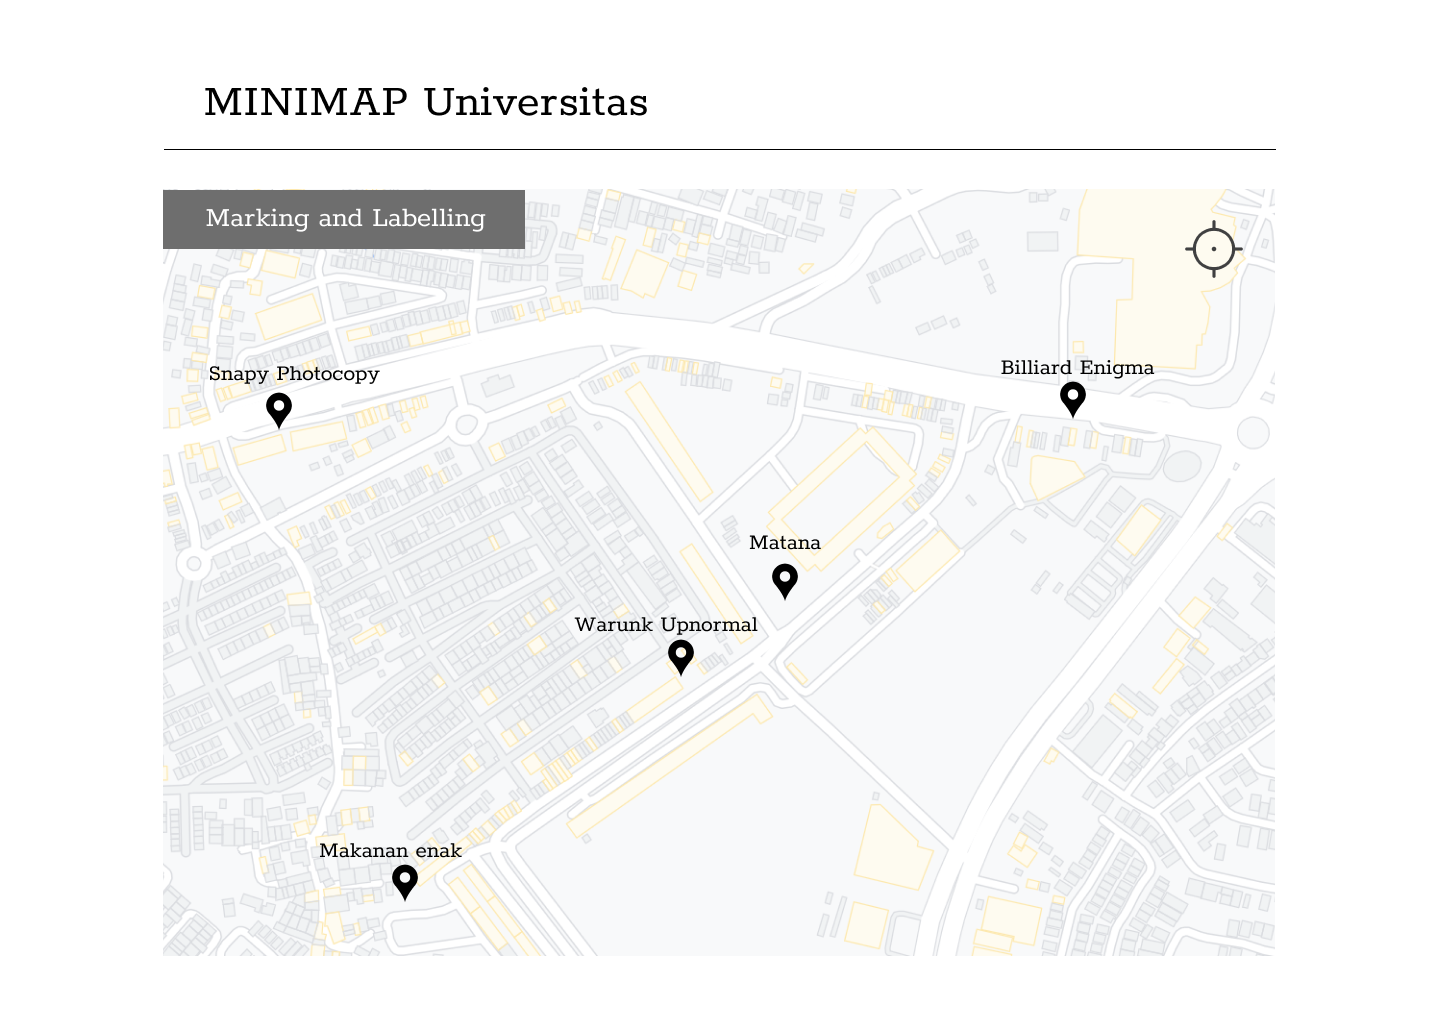 MINIMAP Universitas
Marking and Labelling
Snapy Photocopy
Billiard Enigma
Matana
Warunk Upnormal
Makanan enak